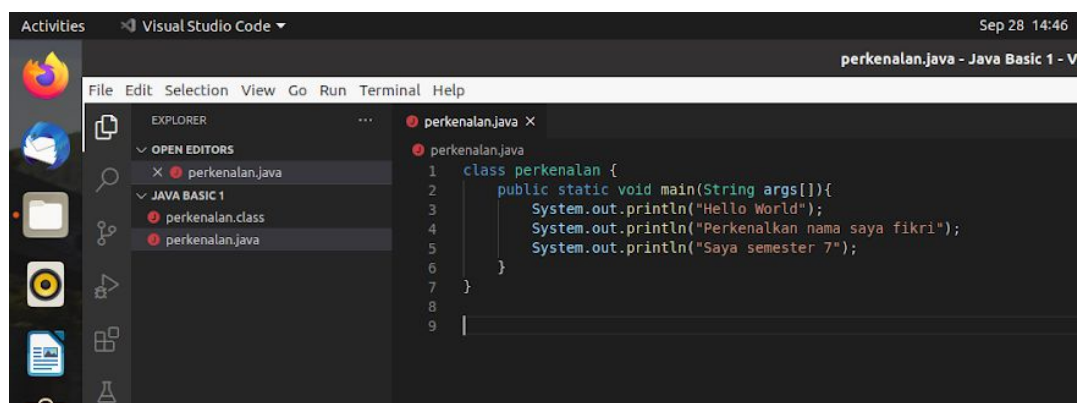 Activities Visual Studio Code Sep 28 14:46
perkenalan.java - Java Basic 1 - V
File Edit Selection View Go Run Terminal Help
EXPLORER ...
OPEN EDITORS
perkenalan.java
JAVA BASIC 1
perkenalan.class
perkenalan.java
perkenalan.java
perkenalan.java
1 class perkenalan {
2 public static void main(String args[]){
3 System.out.println("Hello World");
4 System.out.println("Perkenalkan nama saya fikri");
5 System.out.println("Saya semester 7");
6 }
7 }
8
9